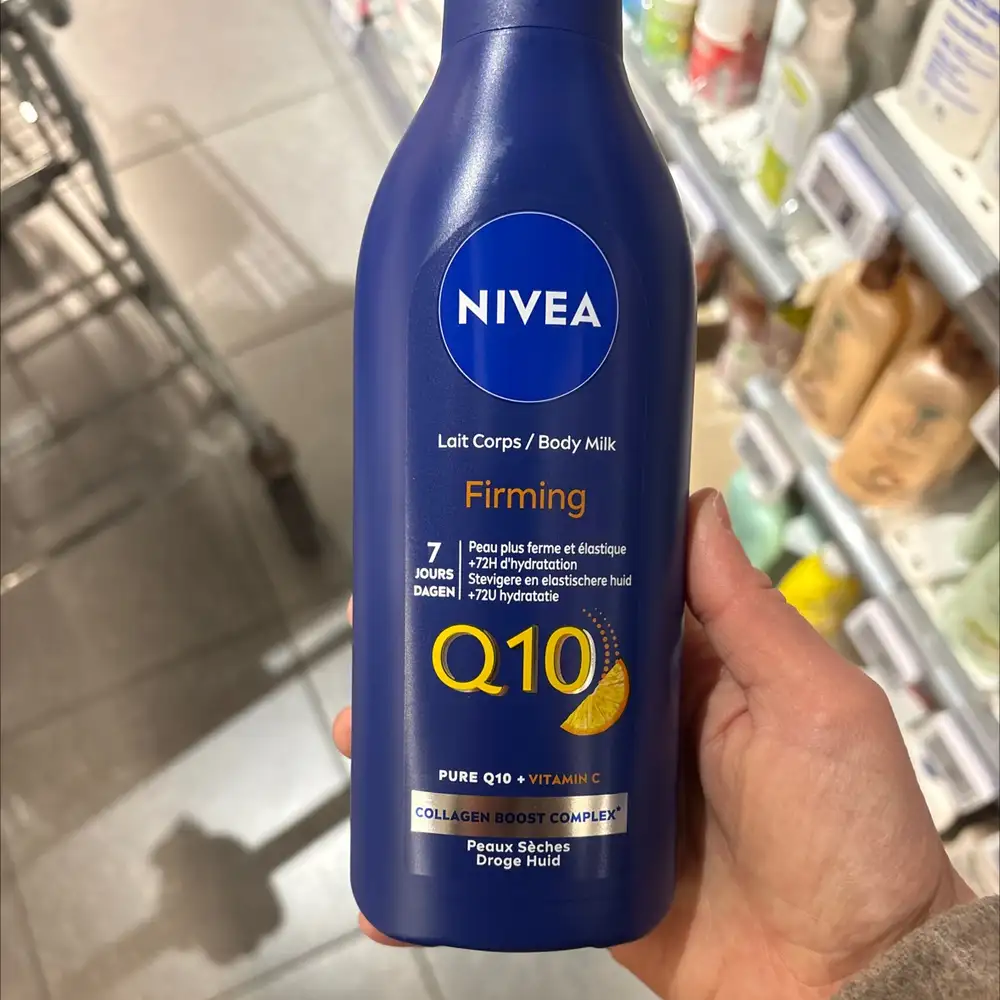 NIVEA
Lait Corps / Body Milk
Firming
7
JOURS
DAGEN
Peau plus ferme et élastique
+72H d'hydratation
Stevigere en elastischere huid
+72U hydratatie
Q10
PURE Q10 + VITAMIN C
COLLAGEN BOOST COMPLEX*
Peaux Sèches
Droge Huid